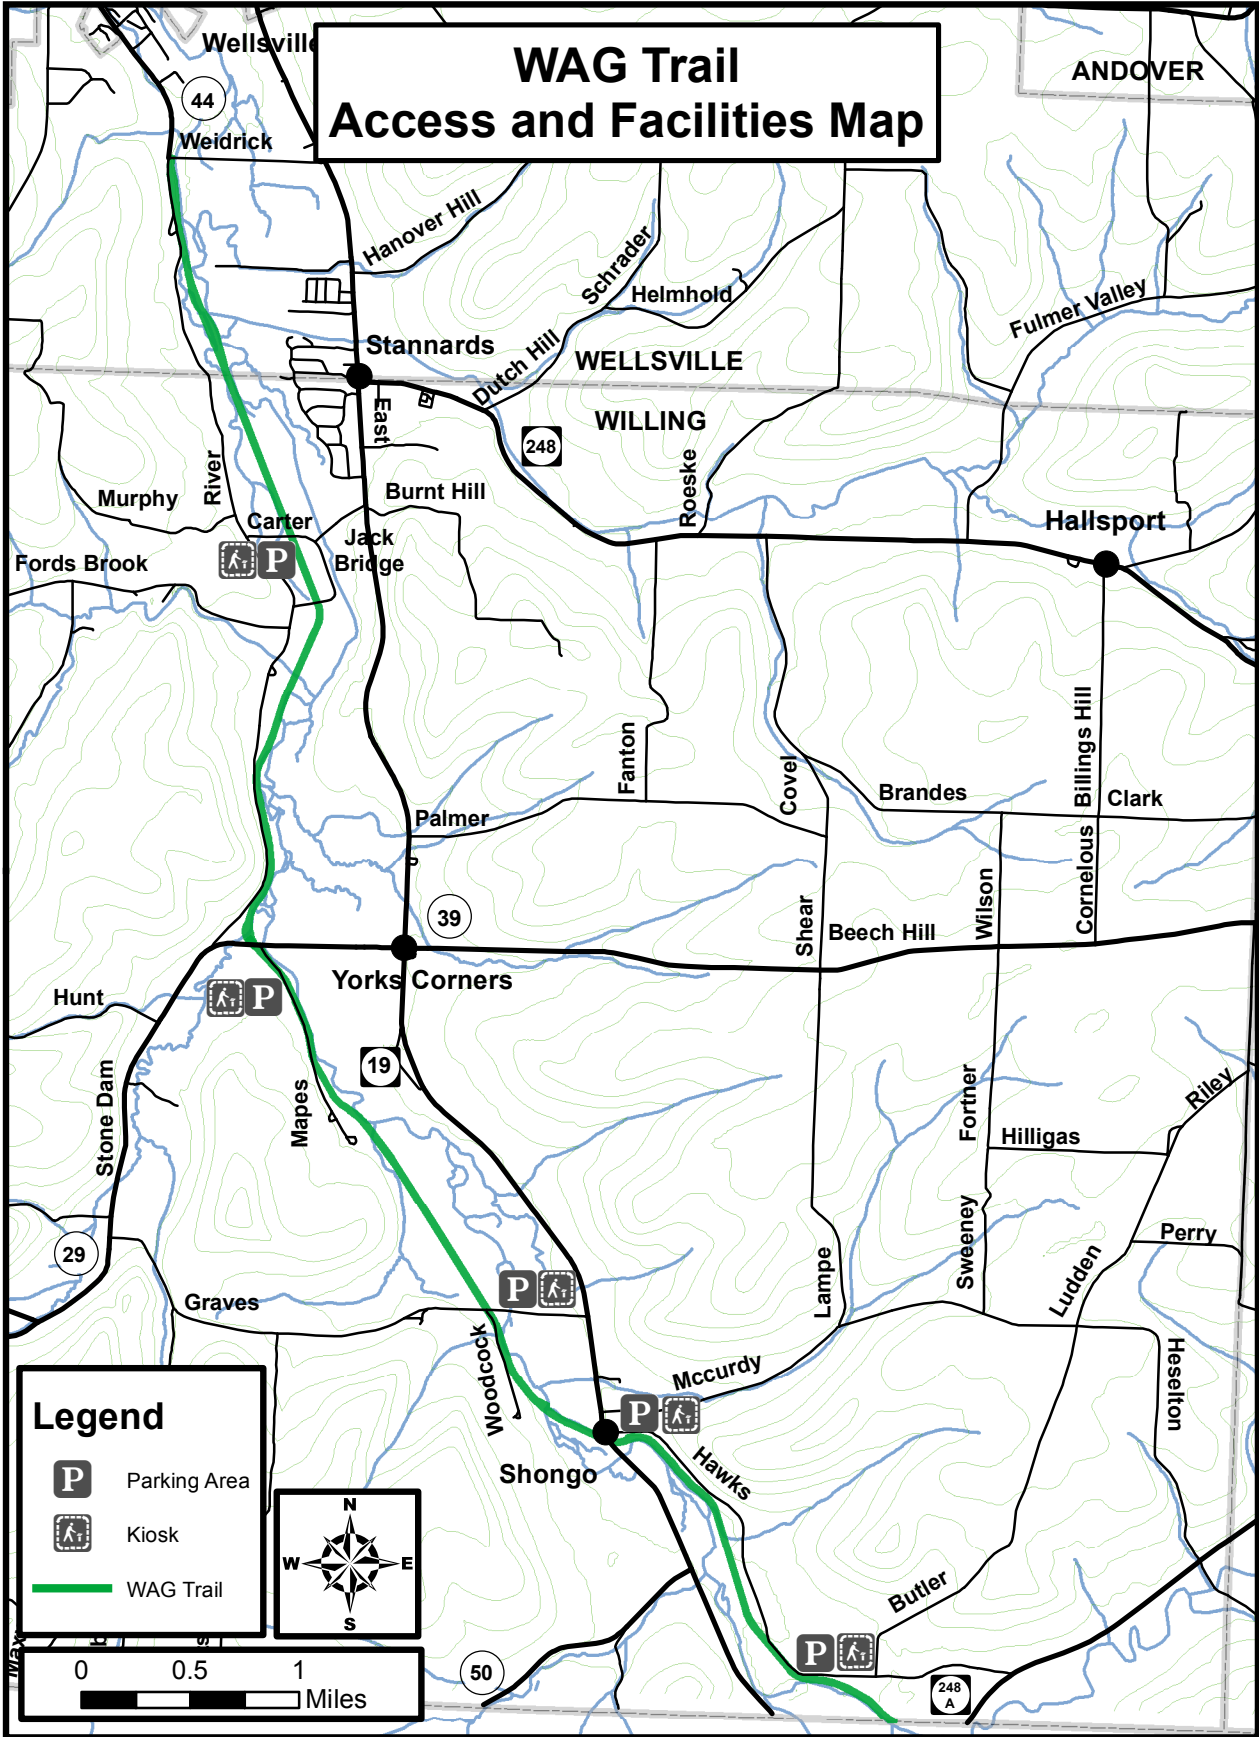 WAG Trail
Access and Facilities Map
Wellsville
ANDOVER
44
Weidrick
Hanover Hill
Schrader
Helmhold
Fulmer Valley
Stannards
Dutch Hill
WELLSVILLE
WILLING
East
248
River
Roeske
Murphy
Burnt Hill
Carter
Hallsport
Jack
Bridge
P
Fords Brook
Fanton
Covel
Billings Hill
Brandes
Clark
Palmer
Cornelous
Wilson
Shear
39
Beech Hill
Yorks Corners
Hunt
P
19
Stone Dam
Mapes
Fortner
Riley
Hilligas
Sweeney
Perry
29
Lampe
Ludden
P
Graves
Woodcock
Mccurdy
Heselton
P
Shongo
Hawks
Butler
P
50
248
A
Legend
P Parking Area
Kiosk
WAG Trail
N
W E
S
0 0.5 1
Miles